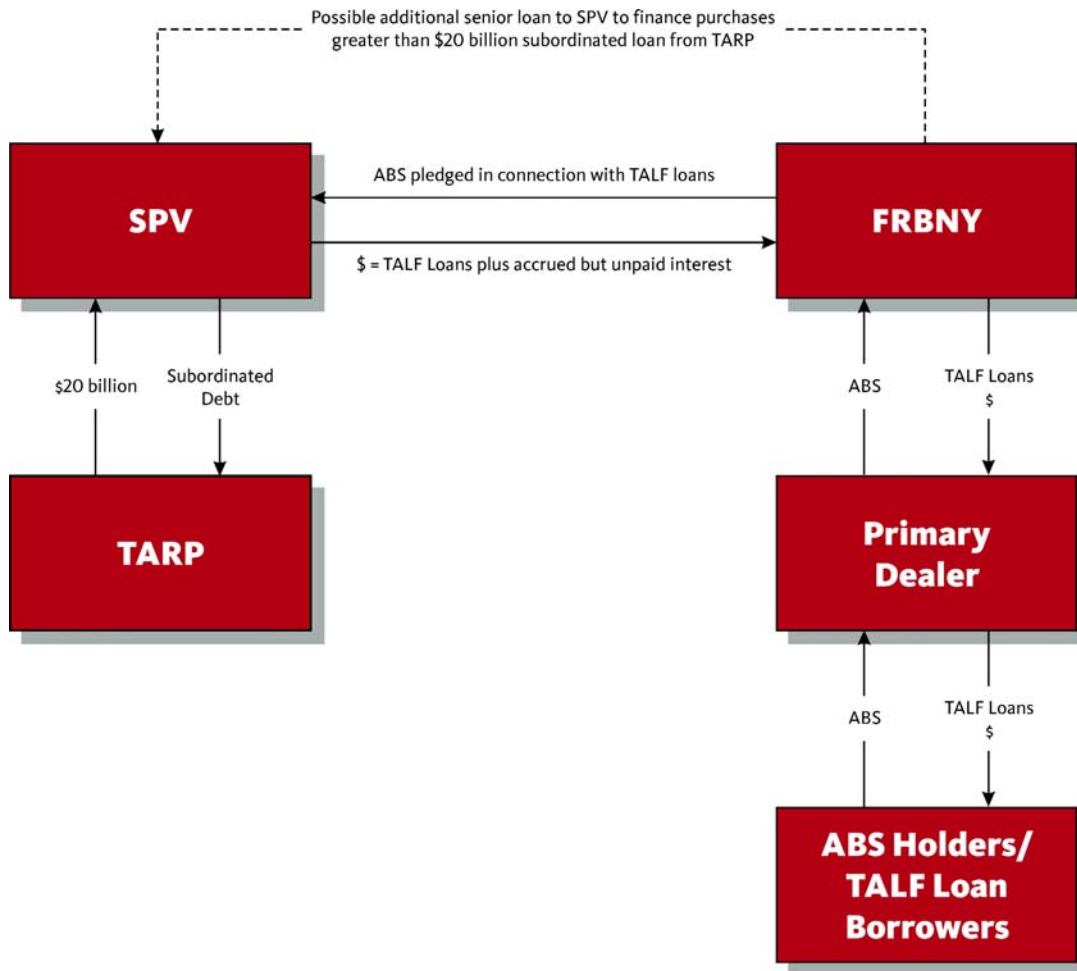 Possible additional senior loan to SPV to finance purchases
greater than $20 billion subordinated loan from TARP
SPV
ABS pledged in connection with TALF loans
$ = TALF Loans plus accrued but unpaid interest
FRBNY
$20 billion
Subordinated
Debt
ABS
TALF Loans
$
TARP
Primary
Dealer
ABS
TALF Loans
$
ABS Holders/
TALF Loan
Borrowers